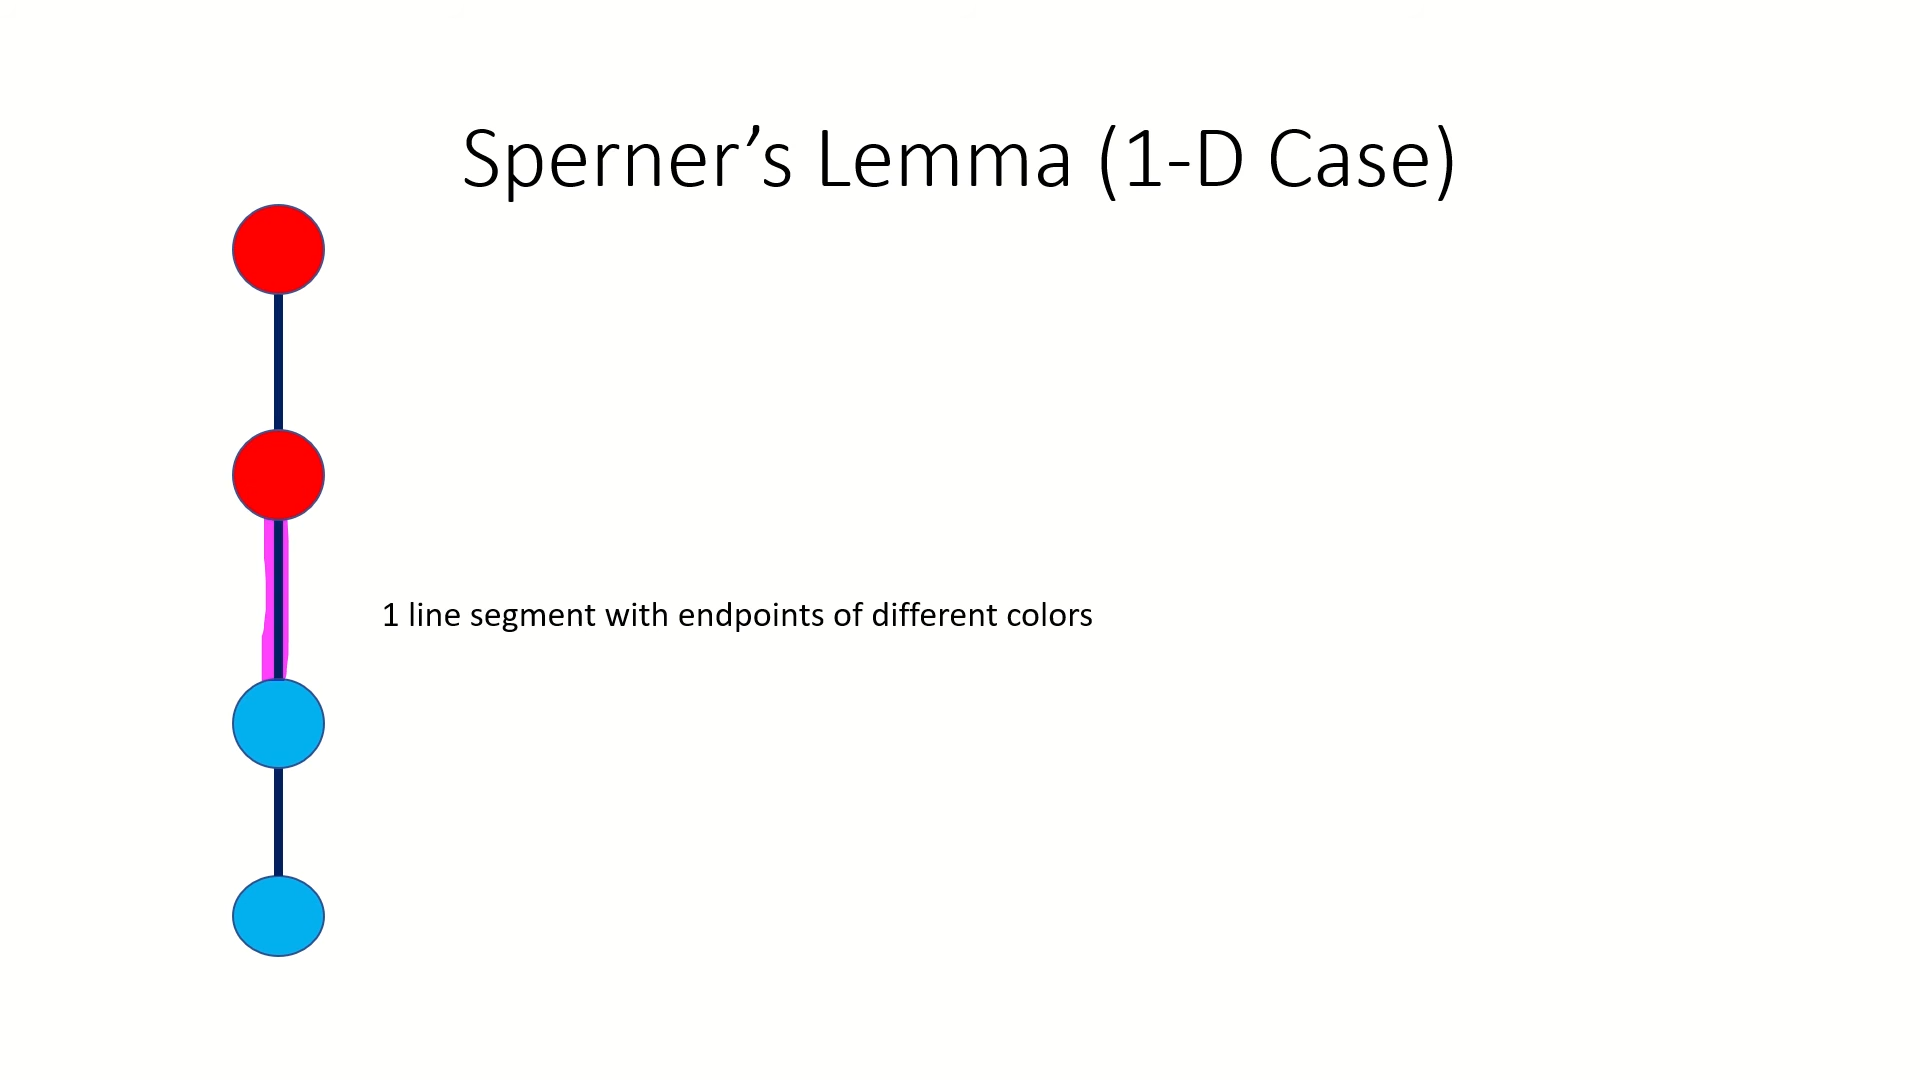 Sperner’s Lemma (1-D Case)
1 line segment with endpoints of different colors